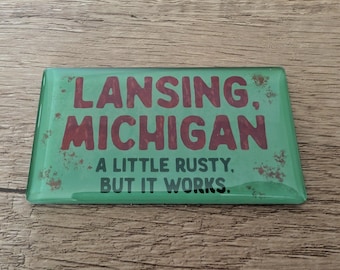 LANSING,
MICHIGAN
A LITTLE RUSTY,
BUT IT WORKS.